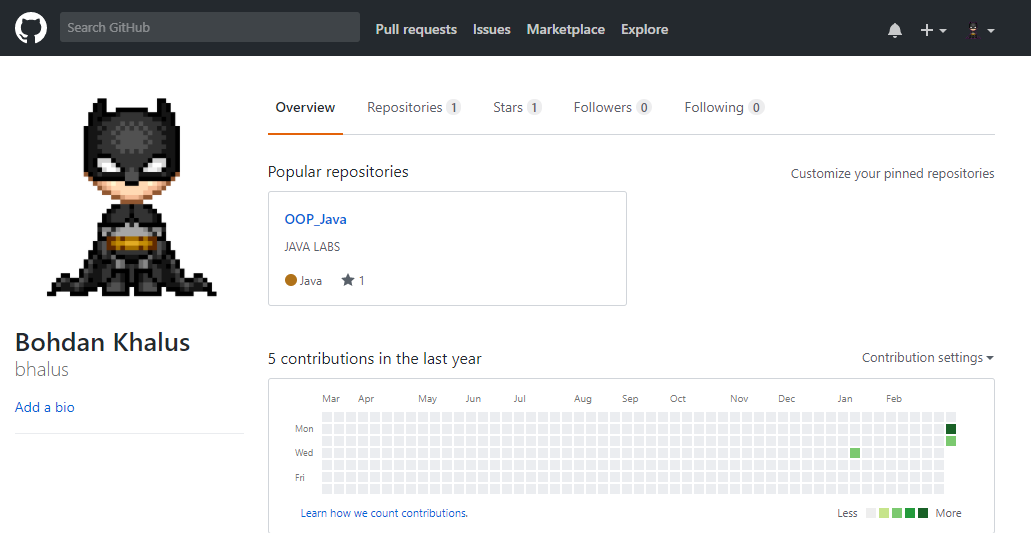 Search GitHub Pull requests Issues Marketplace Explore
Overview Repositories 1 Stars 1 Followers 0 Following 0
Popular repositories Customize your pinned repositories
OOP_Java
JAVA LABS
Java 1
Bohdan Khalus
bhalus
Add a bio
5 contributions in the last year Contribution settings
Mar Apr May Jun Jul Aug Sep Oct Nov Dec Jan Feb
Mon
Wed
Fri
Learn how we count contributions. Less More